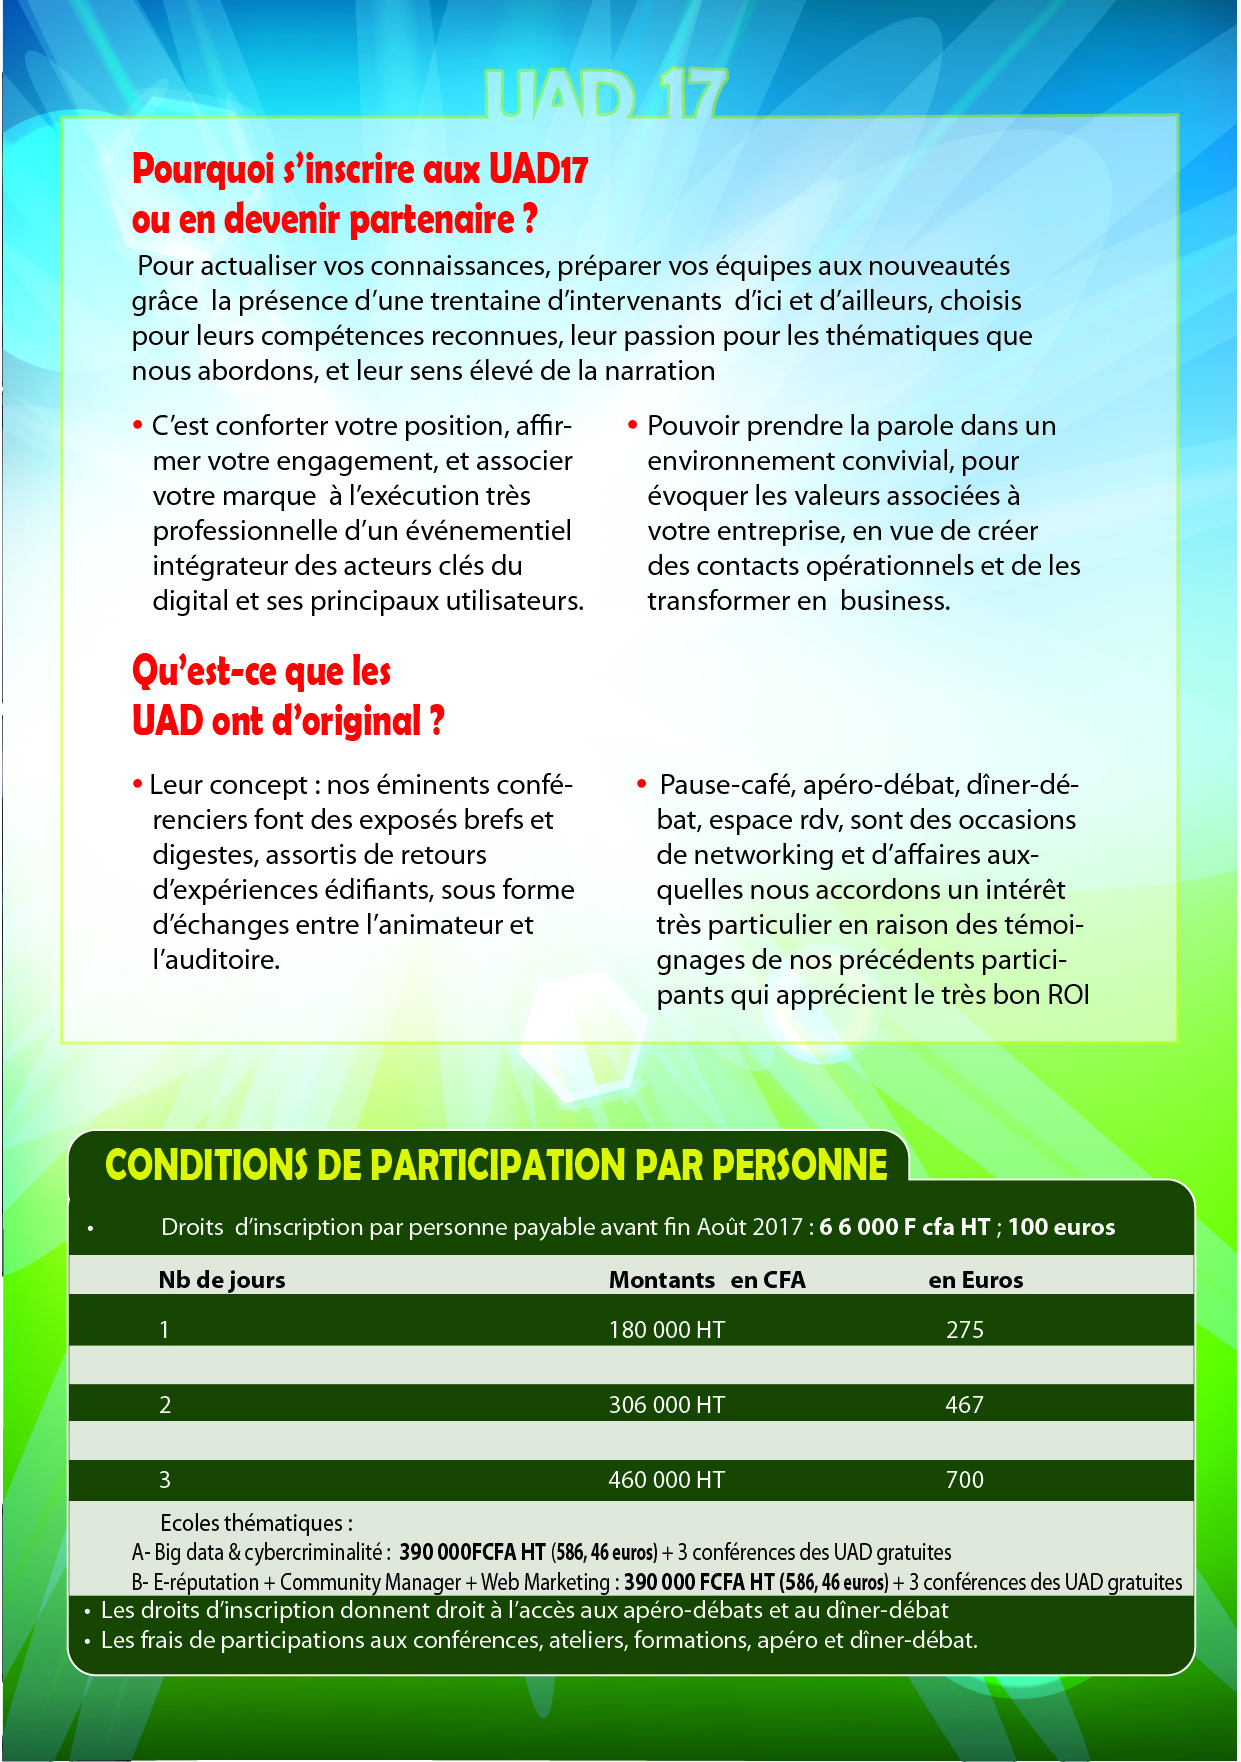 UAD 17
Pourquoi s’inscrire aux UAD17
ou en devenir partenaire ?
Pour actualiser vos connaissances, préparer vos équipes aux nouveautés
grâce  la présence d’une trentaine d’intervenants  d’ici et d’ailleurs, choisis
pour leurs compétences reconnues, leur passion pour les thématiques que
nous abordons, et leur sens élevé de la narration
• C’est conforter votre position, affir-
mer votre engagement, et associer
votre marque  à l’exécution très
professionnelle d’un événementiel
intégrateur des acteurs clés du
digital et ses principaux utilisateurs.
• Pouvoir prendre la parole dans un
environnement convivial, pour
évoquer les valeurs associées à
votre entreprise, en vue de créer
des contacts opérationnels et de les
transformer en  business.
Qu’est-ce que les
UAD ont d’original ?
• Leur concept : nos éminents confé-
renciers font des exposés brefs et
digestes, assortis de retours
d’expériences édifiants, sous forme
d’échanges entre l’animateur et
l’auditoire.
• Pause-café, apéro-débat, dîner-dé-
bat, espace rdv, sont des occasions
de networking et d’affaires aux-
quelles nous accordons un intérêt
très particulier en raison des témoi-
gnages de nos précédents partici-
pants qui apprécient le très bon ROI
CONDITIONS DE PARTICIPATION PAR PERSONNE
• Droits  d’inscription par personne payable avant fin Août 2017 : 6 6 000 F cfa HT ; 100 euros
Nb de jours Montants  en CFA en Euros
1 180 000 HT 275
2 306 000 HT 467
3 460 000 HT 700
Ecoles thématiques :
A- Big data & cybercriminalité :  390 000FCFA HT (586, 46 euros) + 3 conférences des UAD gratuites
B- E-réputation + Community Manager + Web Marketing : 390 000 FCFA HT (586, 46 euros) + 3 conférences des UAD gratuites
• Les droits d’inscription donnent droit à l’accès aux apéro-débats et au dîner-débat
• Les frais de participations aux conférences, ateliers, formations, apéro et dîner-débat.